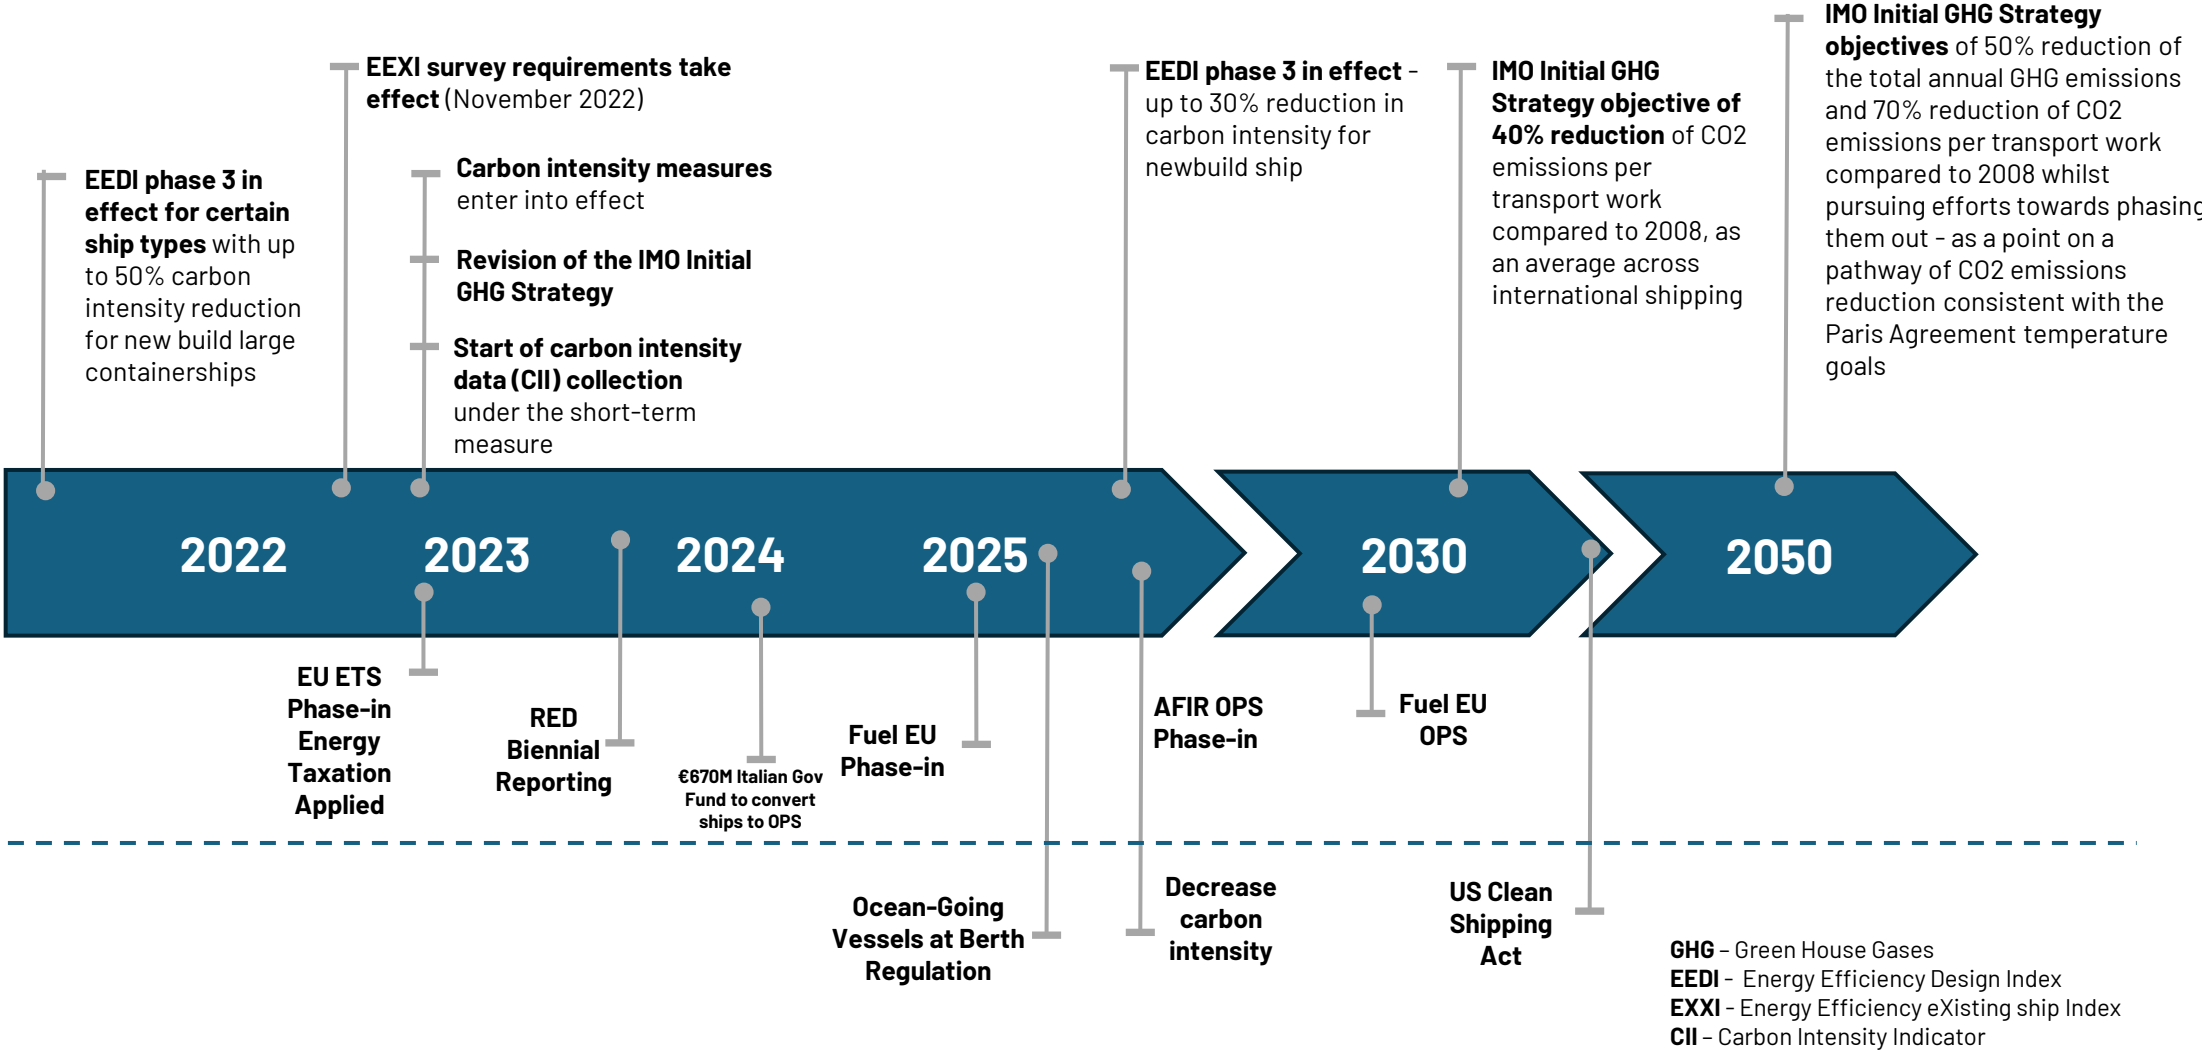 EEDI phase 3 in
effect for certain
ship types with up
to 50% carbon
intensity reduction
for new build large
containerships
EEXI survey requirements take
effect (November 2022)
Carbon intensity measures
enter into effect
Revision of the IMO Initial
GHG Strategy
Start of carbon intensity
data (CII) collection
under the short-term
measure
EEDI phase 3 in effect -
up to 30% reduction in
carbon intensity for
newbuild ship
IMO Initial GHG
Strategy objective of
40% reduction of CO2
emissions per
transport work
compared to 2008, as
an average across
international shipping
IMO Initial GHG Strategy
objectives of 50% reduction of
the total annual GHG emissions
and 70% reduction of CO2
emissions per transport work
compared to 2008 whilst
pursuing efforts towards phasing
them out - as a point on a
pathway of CO2 emissions
reduction consistent with the
Paris Agreement temperature
goals
2022
2023
2024
2025
2030
2050
EU ETS
Phase-in
Energy
Taxation
Applied
RED
Biennial
Reporting
€670M Italian Gov
Fund to convert
ships to OPS
Fuel EU
Phase-in
AFIR OPS
Phase-in
Fuel EU
OPS
Ocean-Going
Vessels at Berth
Regulation
Decrease
carbon
intensity
US Clean
Shipping
Act
GHG – Green House Gases
EEDI - Energy Efficiency Design Index
EXXI - Energy Efficiency eXisting ship Index
CII – Carbon Intensity Indicator